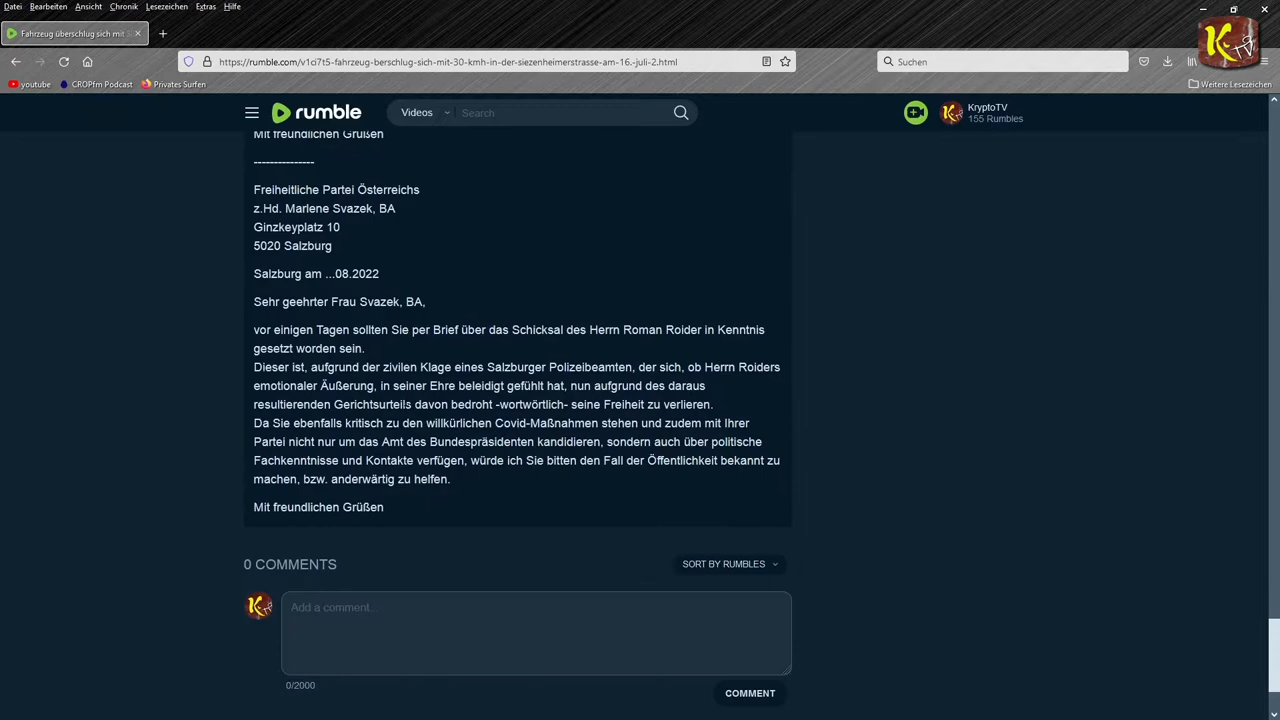 Datei Bearbeiten Ansicht Chronik Lesezeichen Extras Hilfe
Fahrzeug überschlug sich mit 3
https://rumble.com/v1ci7t5-fahrzeug-berschlug-sich-mit-30-kmh-in-der-siezenheimerstrasse-am-16.-juli-2.html
Suchen
youtube CROPfm Podcast Privates Surfen
Weitere Lesezeichen
rumble
Videos
Search
KryptoTV
155 Rumbles
Mit freundlichen Grüßen
---------------
Freiheitliche Partei Österreichs
z.Hd. Marlene Svazek, BA
Ginzkeyplatz 10
5020 Salzburg
Salzburg am ...08.2022
Sehr geehrter Frau Svazek, BA,
vor einigen Tagen sollten Sie per Brief über das Schicksal des Herrn Roman Roider in Kenntnis
gesetzt worden sein.
Dieser ist, aufgrund der zivilen Klage eines Salzburger Polizeibeamten, der sich, ob Herrn Roiders
emotionaler Äußerung, in seiner Ehre beleidigt gefühlt hat, nun aufgrund des daraus
resultierenden Gerichtsurteils davon bedroht -wortwörtlich- seine Freiheit zu verlieren.
Da Sie ebenfalls kritisch zu den willkürlichen Covid-Maßnahmen stehen und zudem mit Ihrer
Partei nicht nur um das Amt des Bundespräsidenten kandidieren, sondern auch über politische
Fachkenntnisse und Kontakte verfügen, würde ich Sie bitten den Fall der Öffentlichkeit bekannt zu
machen, bzw. anderwärtig zu helfen.
Mit freundlichen Grüßen
0 COMMENTS
SORT BY RUMBLES
Add a comment...
0/2000
COMMENT